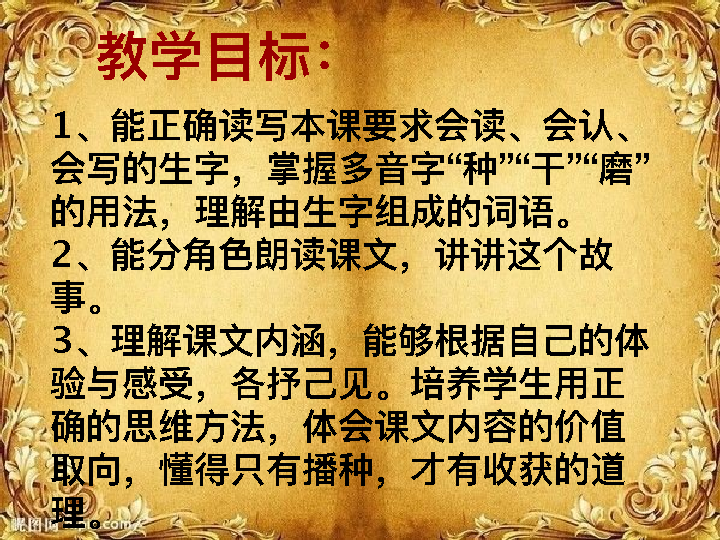 教学目标：
1、能正确读写本课要求会读、会认、
会写的生字，掌握多音字“种”“干”“磨”
的用法，理解由生字组成的词语。
2、能分角色朗读课文，讲讲这个故
事。
3、理解课文内涵，能够根据自己的体
验与感受，各抒己见。培养学生用正
确的思维方法，体会课文内容的价值
取向，懂得只有播种，才有收获的道
理。